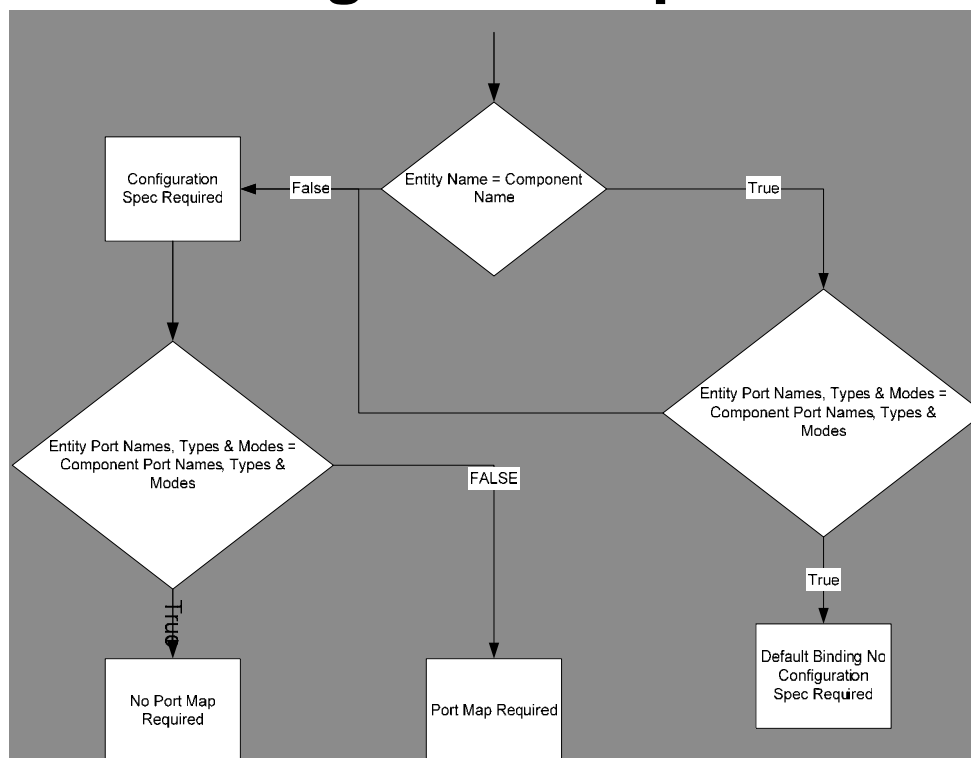 Configuration
Spec Required
False
Entity Name = Component
Name
True
Entity Port Names, Types & Modes =
Component Port Names, Types &
Modes
Entity Port Names, Types & Modes =
Component Port Names, Types &
Modes
FALSE
True
True
No Port Map
Required
Port Map Required
Default Binding No
Configuration
Spec Required